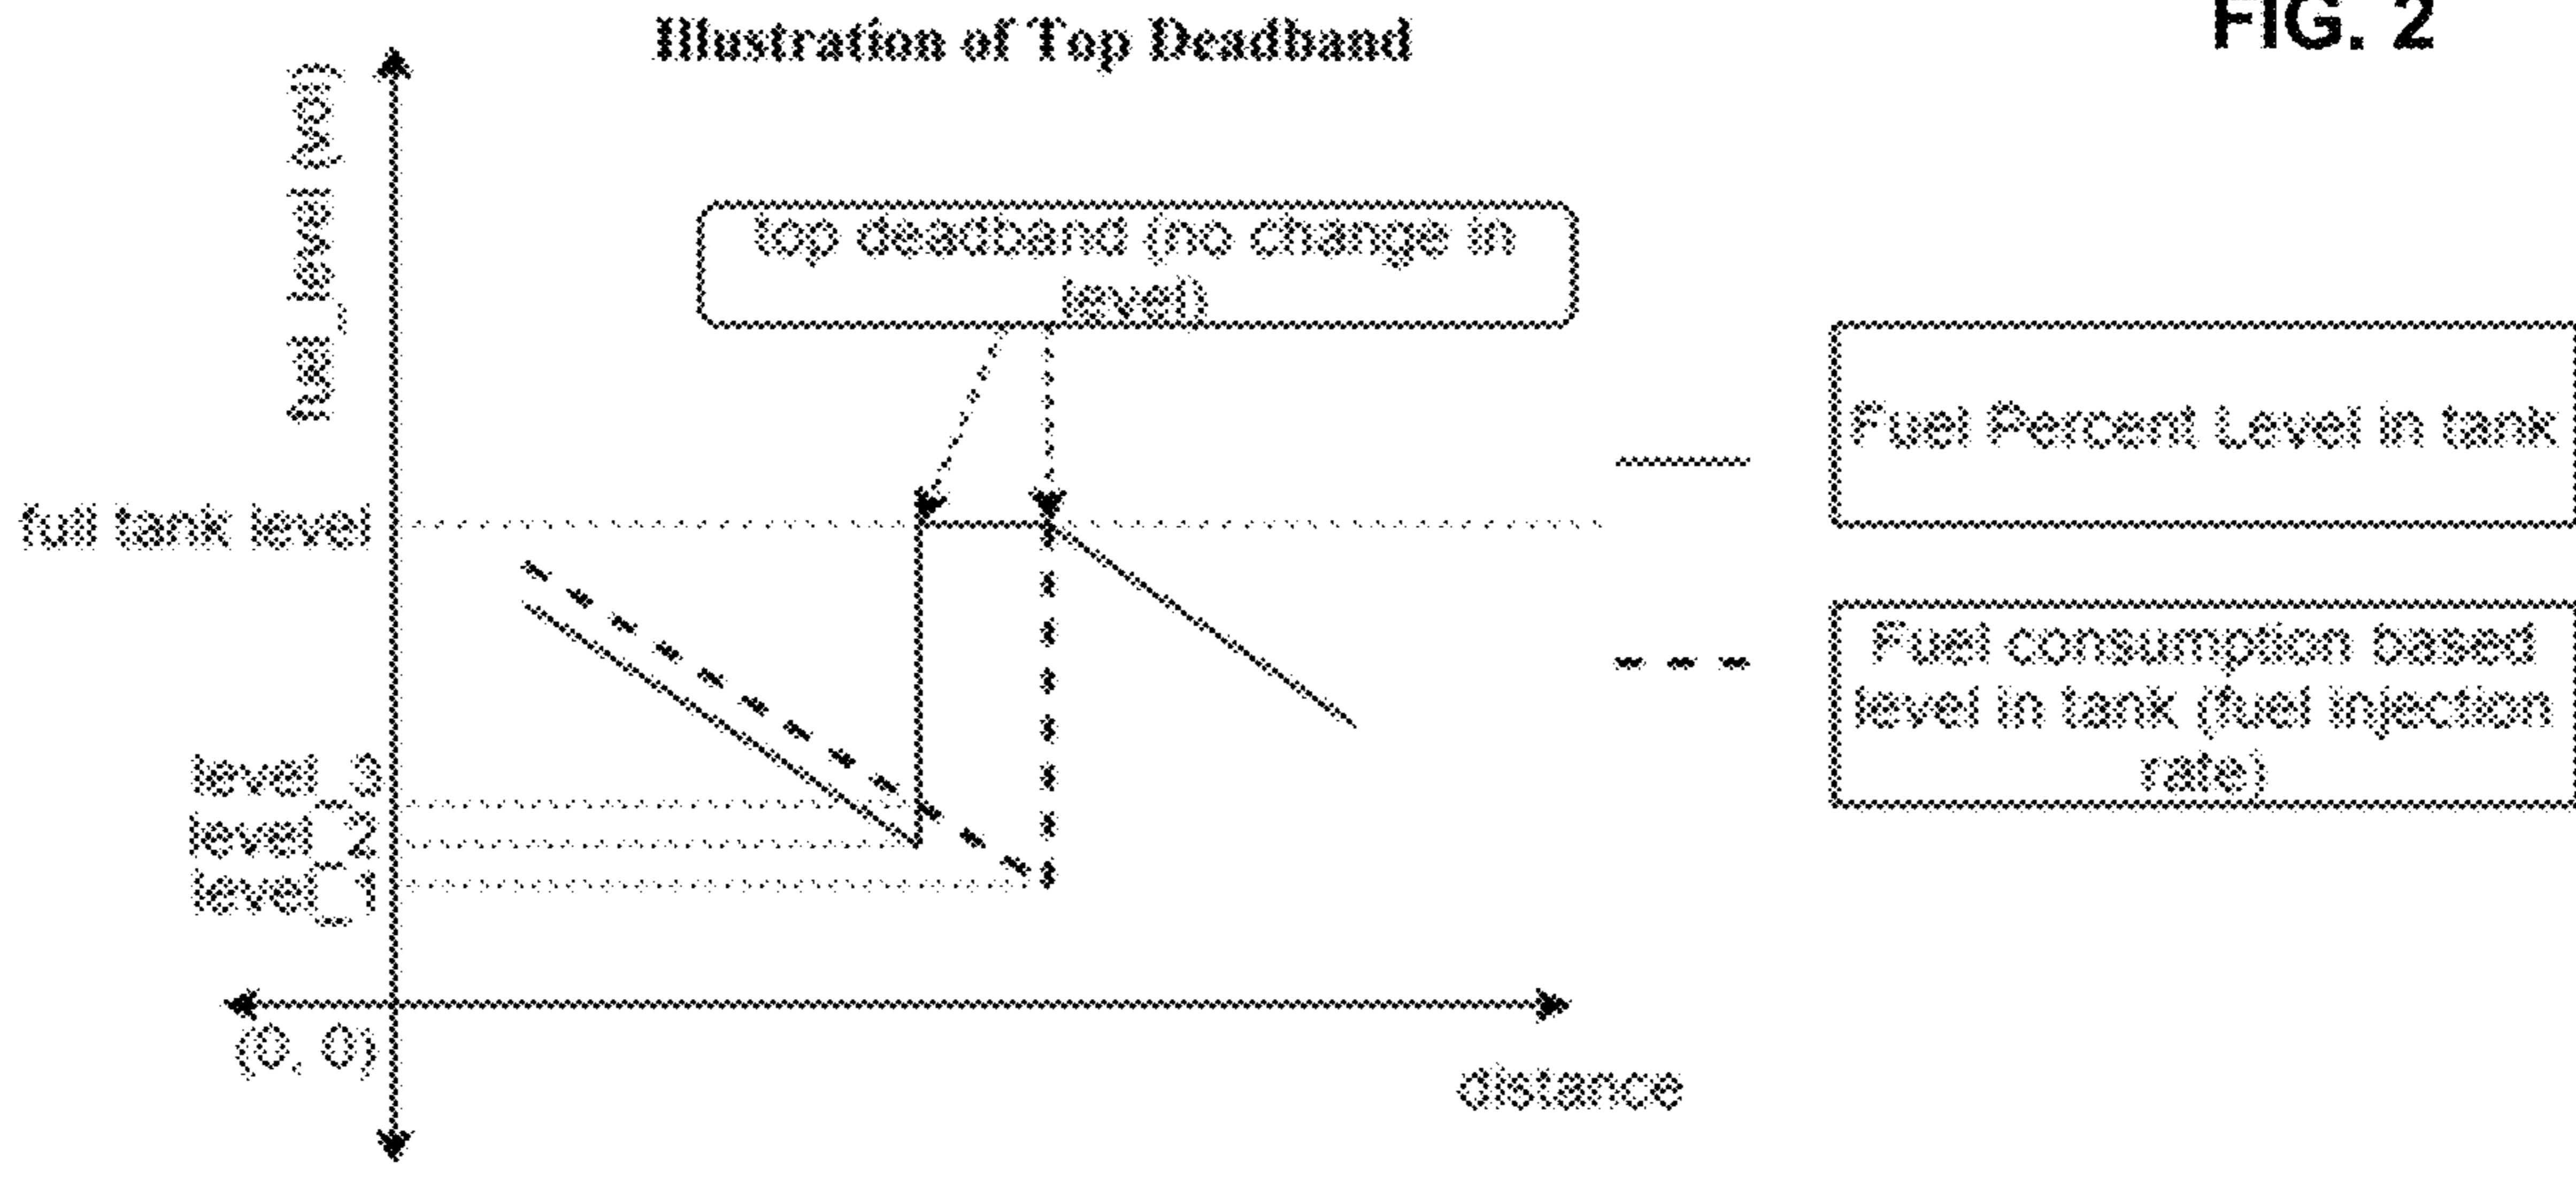 FIG. 2
Illustration of Top Deadband
fuel_level (%vol)
top deadband (no change in
level)
Fuel Percent Level in tank
full tank level
Fuel consumption based
level in tank (fuel injection
rate)
level_3
level_2
level_1
(0, 0)
distance